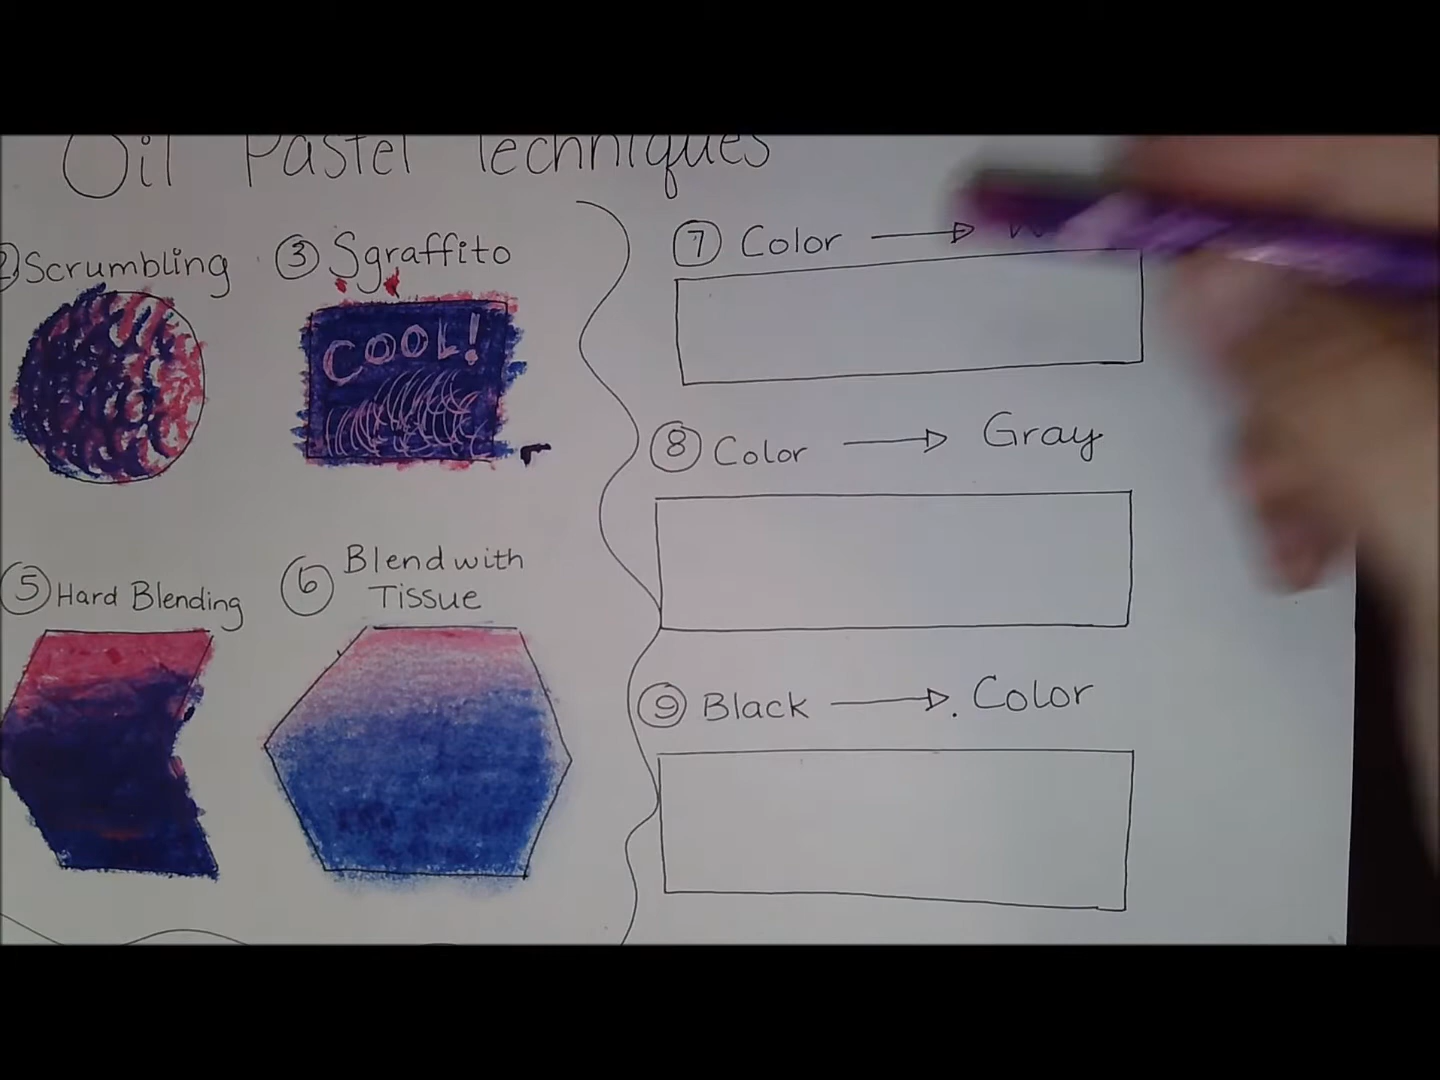 Oil Pastel Techniques
2 Scrumbling
3 Sgraffito
COOL!
5 Hard Blending
6 Blend with
Tissue
7 Color
8 Color Gray
9 Black . Color